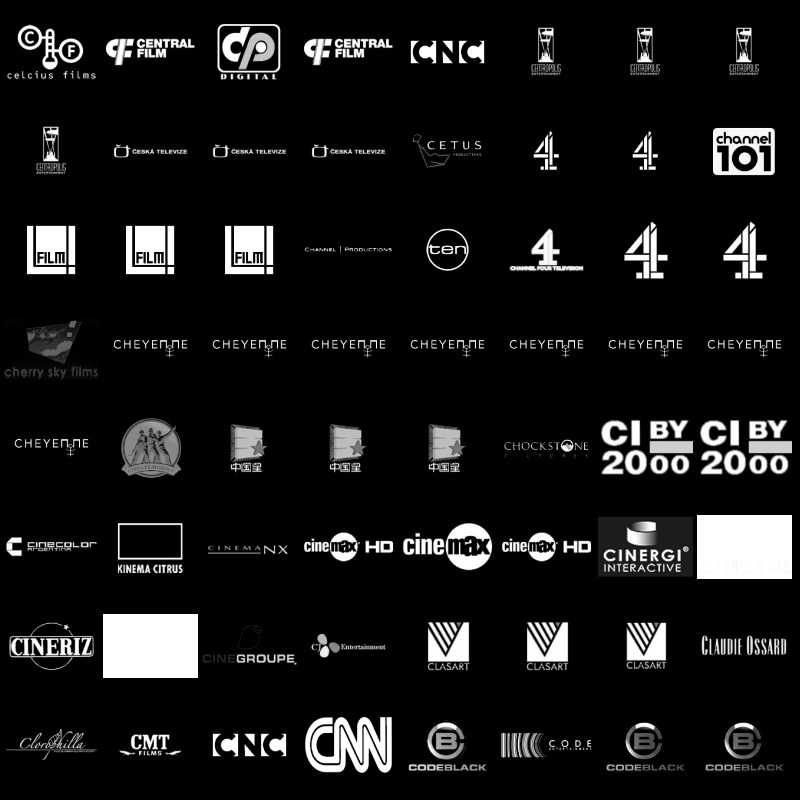 C F
celcius films
CF CENTRAL FILM
cp
DIGITAL
CF CENTRAL FILM
CNC
CENTROPOLIS
ENTERTAINMENT
CENTROPOLIS
ENTERTAINMENT
CENTROPOLIS
ENTERTAINMENT
CENTROPOLIS
ENTERTAINMENT
ČESKÁ TELEVIZE
ČESKÁ TELEVIZE
ČESKÁ TELEVIZE
CETUS
PRODUCTIONS
4
4
channel
101
FILM
FILM
FILM
CHANNEL | PRODUCTIONS
ten
4
CHANNEL FOUR TELEVISION
4
4
cherry sky films
CHEYENNE
CHEYENNE
CHEYENNE
CHEYENNE
CHEYENNE
CHEYENNE
CHEYENNE
CHEYENNE
中国星
中国星
中国星
CHOCKSTONE
PICTURES
CI BY
2000
CI BY
2000
CINECOLOR
ARGENTINA
KINEMA CITRUS
CINEMANX
cinemax HD
cinemax
cinemax HD
CINERGI®
INTERACTIVE
CINERIZ
CINEGROUPE
CJ Entertainment
CLASART
CLASART
CLASART
CLAUDIE OSSARD
Clorophilla
CMT
FILMS
CNC
CNN
B
CODEBLACK
CODE
ENTERTAINMENT
B
CODEBLACK
B
CODEBLACK